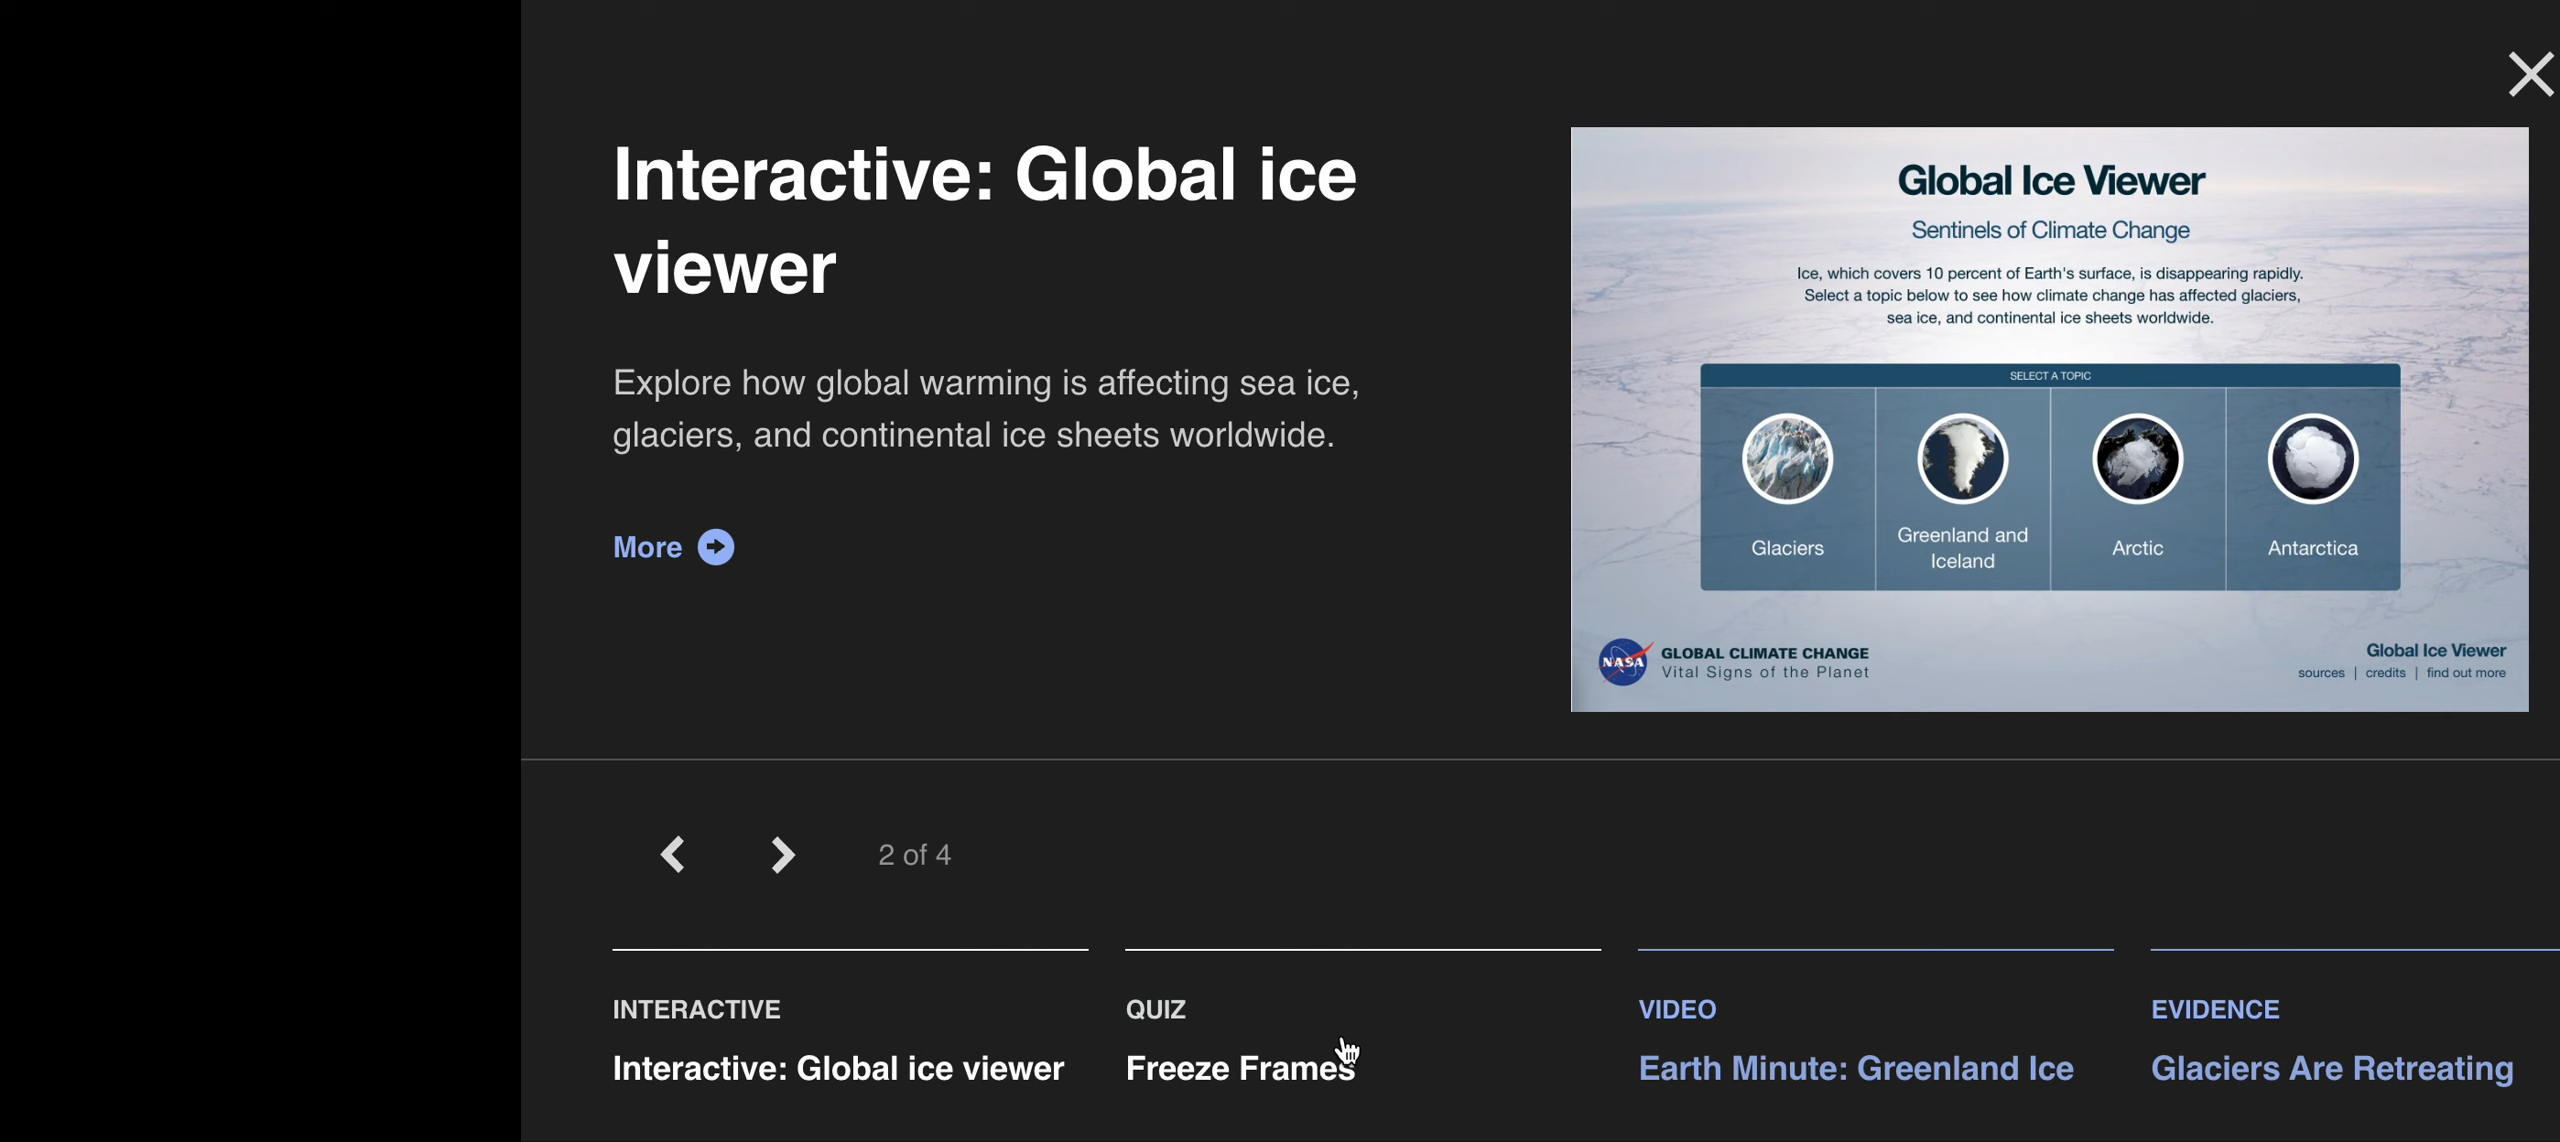 Interactive: Global ice
viewer
Explore how global warming is affecting sea ice,
glaciers, and continental ice sheets worldwide.
More
Global Ice Viewer
Sentinels of Climate Change
Ice, which covers 10 percent of Earth's surface, is disappearing rapidly.
Select a topic below to see how climate change has affected glaciers,
sea ice, and continental ice sheets worldwide.
SELECT A TOPIC
Glaciers
Greenland and
Iceland
Arctic
Antarctica
NASA
GLOBAL CLIMATE CHANGE
Vital Signs of the Planet
Global Ice Viewer
sources | credits | find out more
2 of 4
INTERACTIVE
Interactive: Global ice viewer
QUIZ
Freeze Frames
VIDEO
Earth Minute: Greenland Ice
EVIDENCE
Glaciers Are Retreating